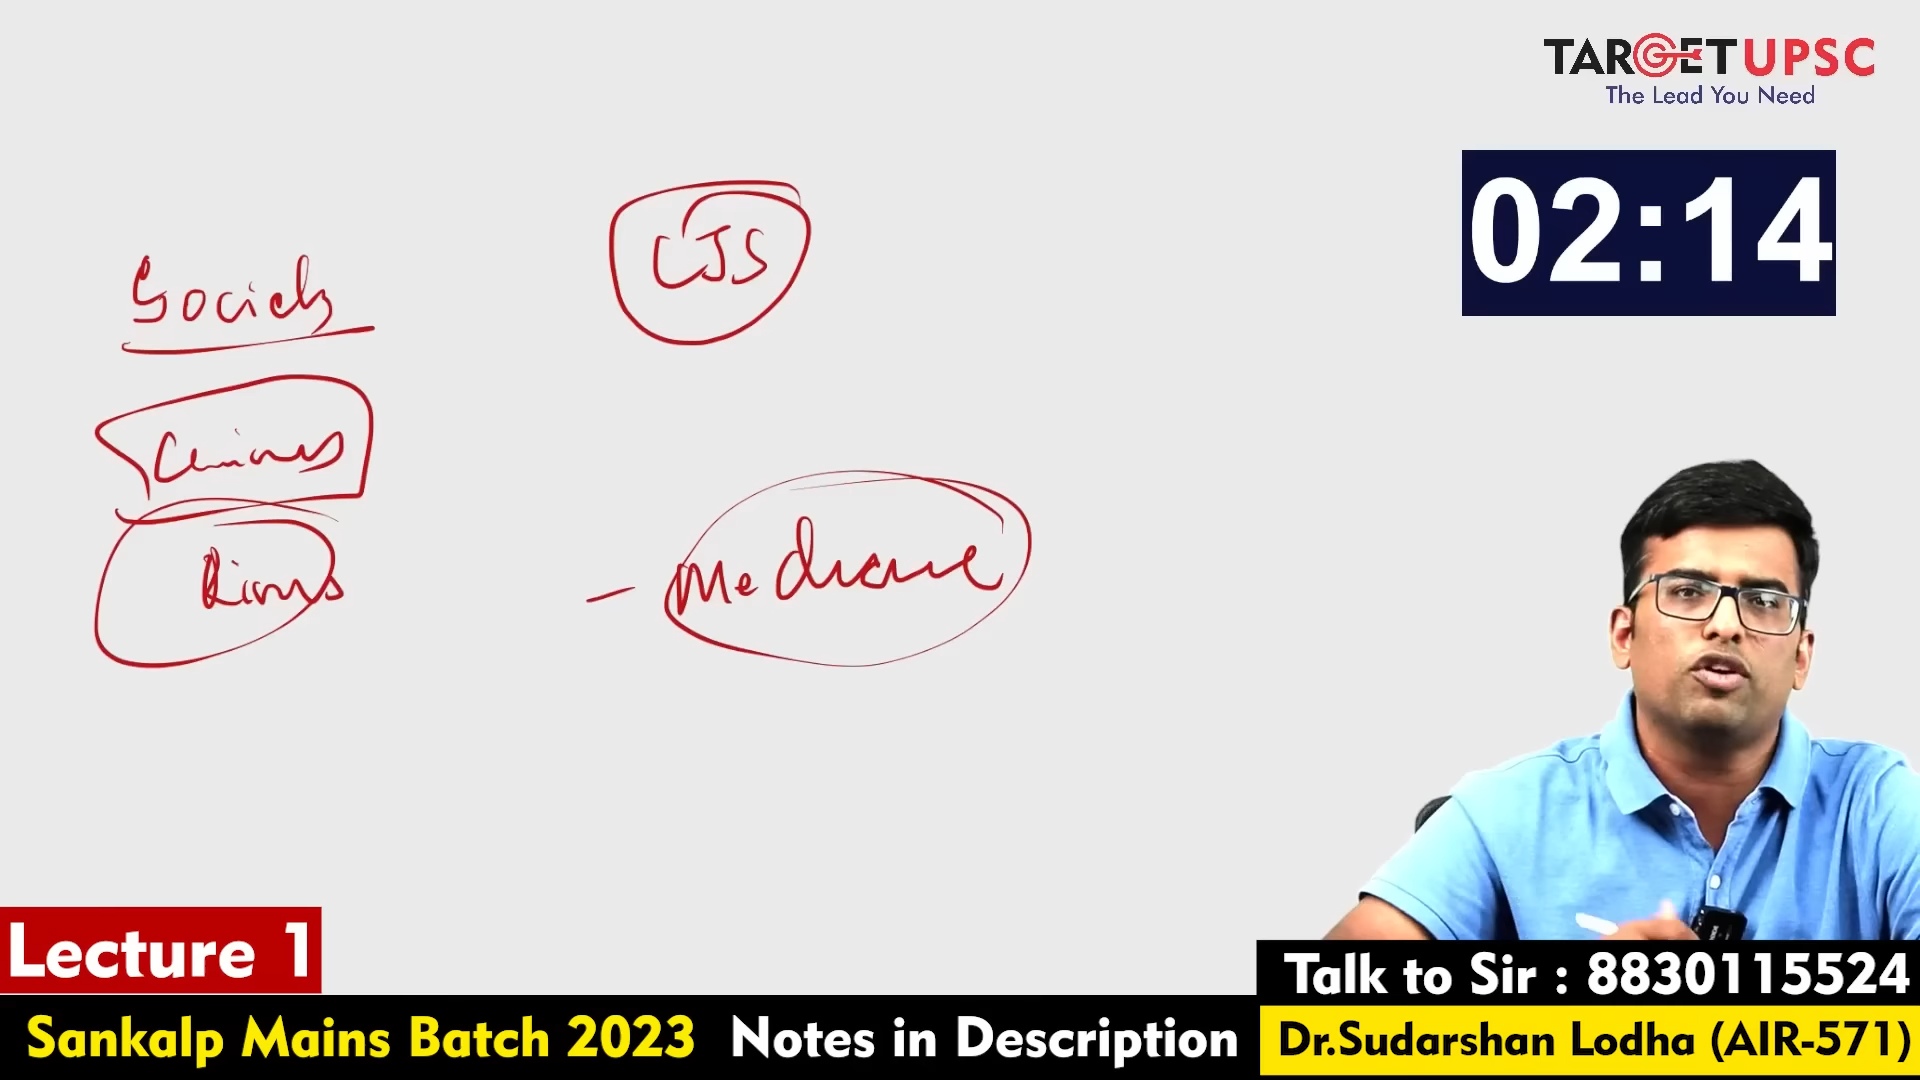 TARGETUPSC
The Lead You Need
02:14
CJS
Society
Crimes
Medicine
Lecture 1
Talk to Sir : 8830115524
Sankalp Mains Batch 2023 Notes in Description
Dr.Sudarshan Lodha (AIR-571)